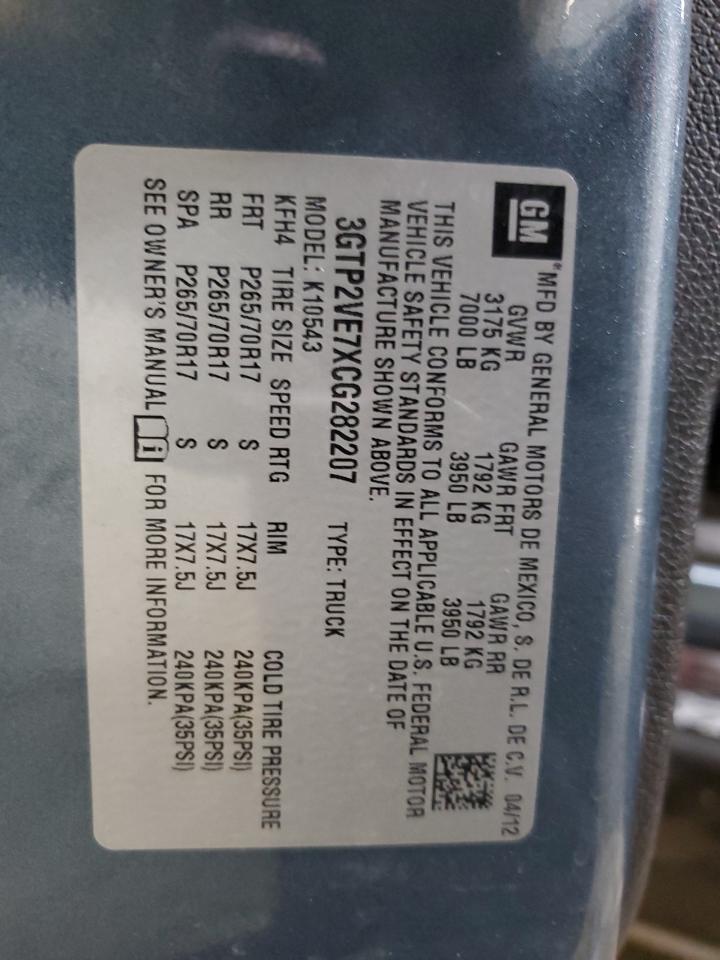 GM® MFD BY GENERAL MOTORS DE MEXICO, S. DE R.L. DE C.V. 04/12
GVWR GAWR FRT GAWR RR
3175 KG 1792 KG 1792 KG
7000 LB 3950 LB 3950 LB
THIS VEHICLE CONFORMS TO ALL APPLICABLE U.S. FEDERAL MOTOR
VEHICLE SAFETY STANDARDS IN EFFECT ON THE DATE OF
MANUFACTURE SHOWN ABOVE.
3GTP2VE7XCG282207 TYPE: TRUCK
MODEL: K10543
KFH4 TIRE SIZE SPEED RTG RIM COLD TIRE PRESSURE
FRT P265/70R17 S 17X7.5J 240KPA(35PSI)
RR P265/70R17 S 17X7.5J 240KPA(35PSI)
SPA P265/70R17 S 17X7.5J 240KPA(35PSI)
SEE OWNER'S MANUAL i FOR MORE INFORMATION.